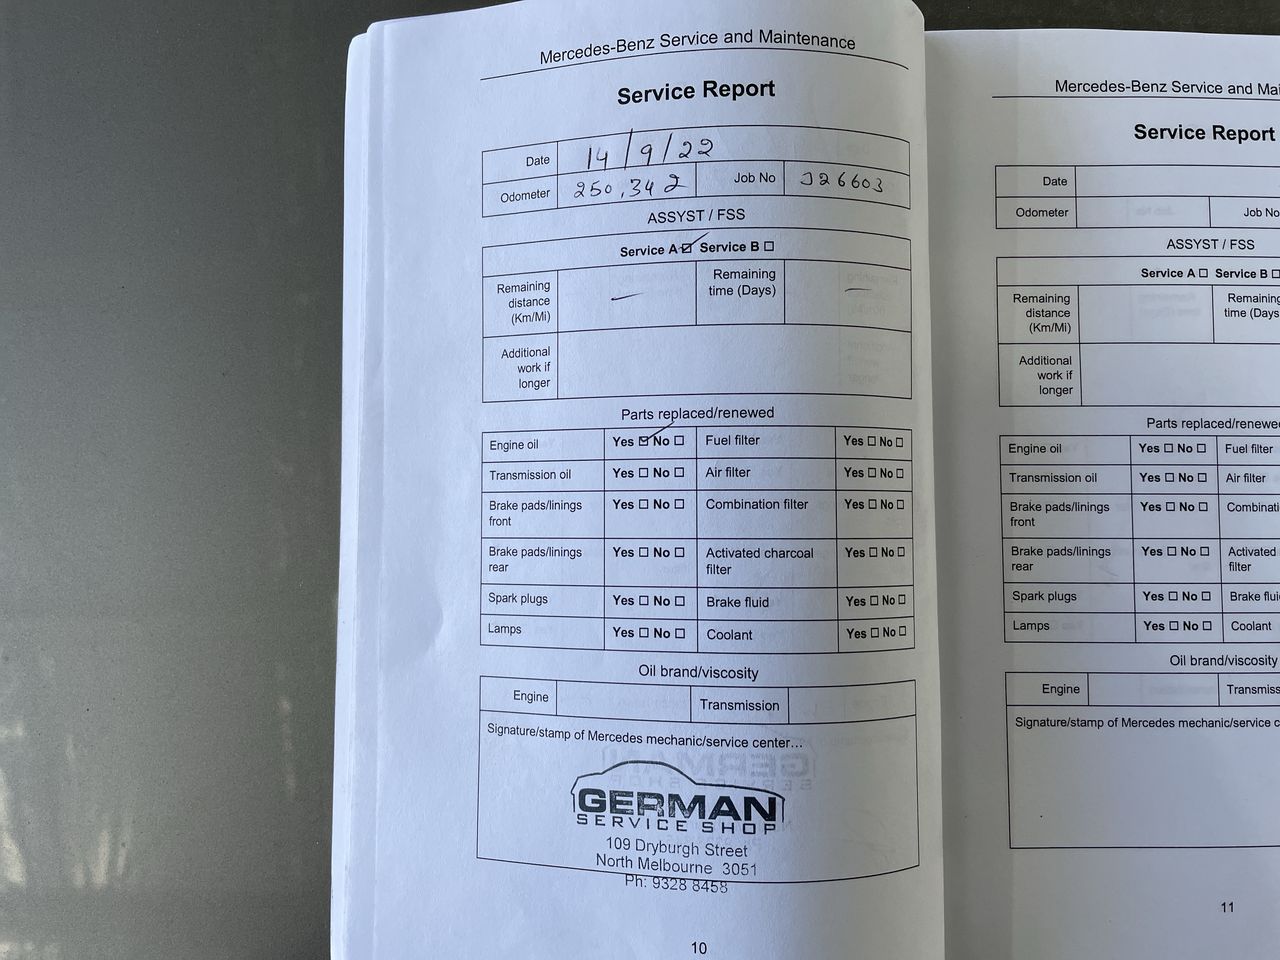 Mercedes-Benz Service and Maintenance
Service Report
Date 14/9/22
Odometer 250,342 Job No J26603
ASSYST / FSS
Service A ☑ Service B ☐
Remaining distance (Km/Mi) — Remaining time (Days) —
Additional work if longer
Parts replaced/renewed
Engine oil Yes ☑ No ☐ Fuel filter Yes ☐ No ☐
Transmission oil Yes ☐ No ☐ Air filter Yes ☐ No ☐
Brake pads/linings front Yes ☐ No ☐ Combination filter Yes ☐ No ☐
Brake pads/linings rear Yes ☐ No ☐ Activated charcoal filter Yes ☐ No ☐
Spark plugs Yes ☐ No ☐ Brake fluid Yes ☐ No ☐
Lamps Yes ☐ No ☐ Coolant Yes ☐ No ☐
Oil brand/viscosity
Engine Transmission
Signature/stamp of Mercedes mechanic/service center...
GERMAN
SERVICE SHOP
109 Dryburgh Street
North Melbourne 3051
Ph: 9328 8458
10
Mercedes-Benz Service and Mai
Service Report
Date
Odometer Job No
ASSYST / FSS
Service A ☐ Service B ☐
Remaining distance (Km/Mi) Remaining time (Days
Additional work if longer
Parts replaced/renewe
Engine oil Yes ☐ No ☐ Fuel filter
Transmission oil Yes ☐ No ☐ Air filter
Brake pads/linings front Yes ☐ No ☐ Combinati
Brake pads/linings rear Yes ☐ No ☐ Activated filter
Spark plugs Yes ☐ No ☐ Brake flui
Lamps Yes ☐ No ☐ Coolant
Oil brand/viscosity
Engine Transmiss
Signature/stamp of Mercedes mechanic/service c
11